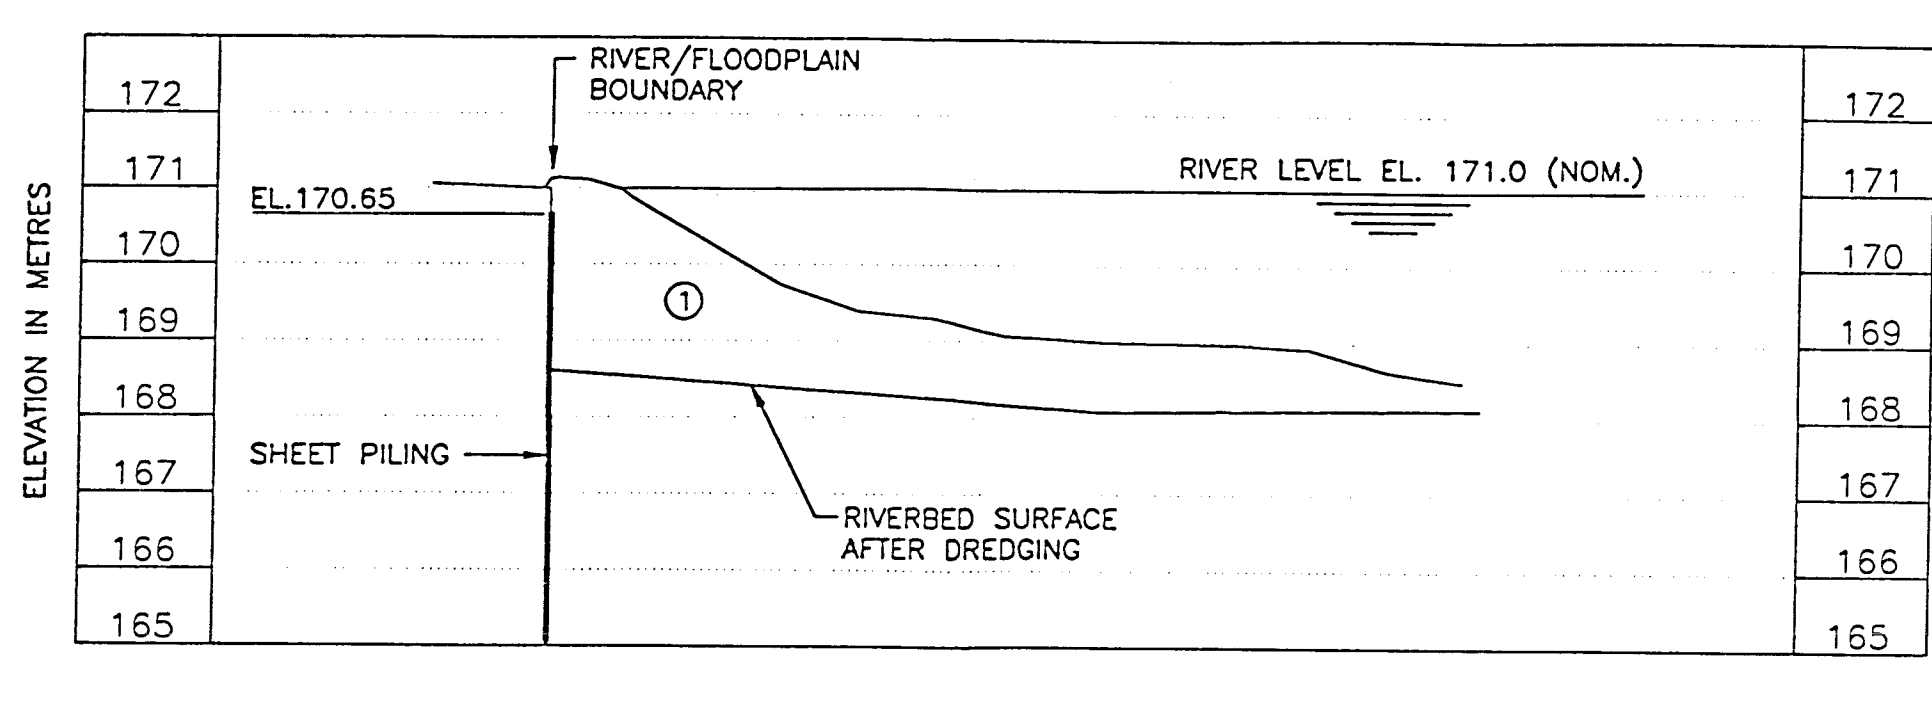 RIVER/FLOODPLAIN
BOUNDARY
172
172
171
RIVER LEVEL EL. 171.0 (NOM.)
171
EL.170.65
170
170
ELEVATION IN METRES
1
169
169
168
168
SHEET PILING
167
167
RIVERBED SURFACE
AFTER DREDGING
166
166
165
165